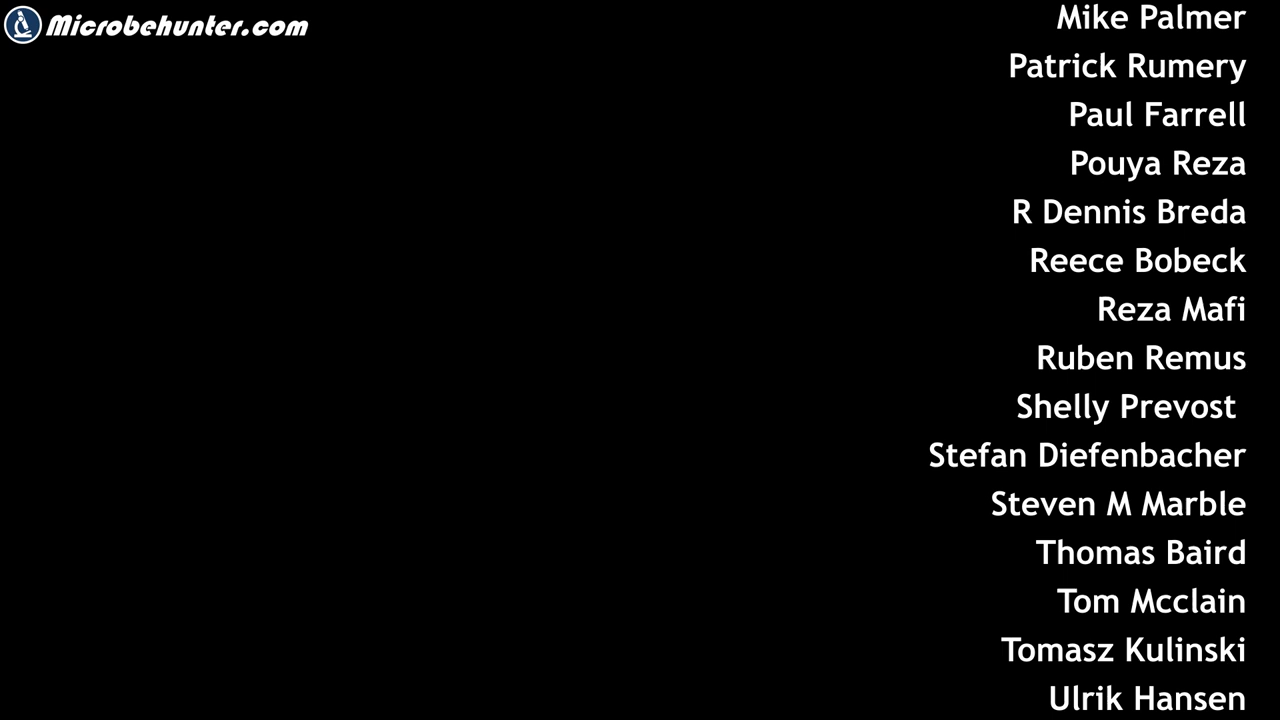 Microbehunter.com
Mike Palmer
Patrick Rumery
Paul Farrell
Pouya Reza
R Dennis Breda
Reece Bobeck
Reza Mafi
Ruben Remus
Shelly Prevost
Stefan Diefenbacher
Steven M Marble
Thomas Baird
Tom Mcclain
Tomasz Kulinski
Ulrik Hansen